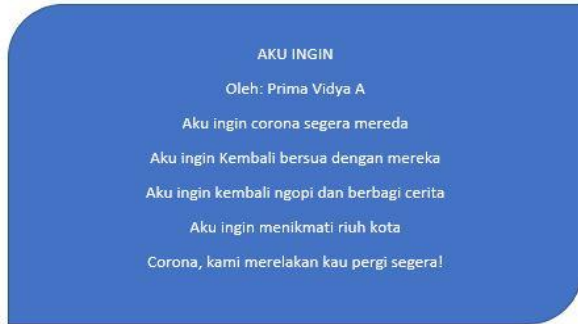 AKU INGIN
Oleh: Prima Vidya A
Aku ingin corona segera mereda
Aku ingin Kembali bersua dengan mereka
Aku ingin kembali ngopi dan berbagi cerita
Aku ingin menikmati riuh kota
Corona, kami merelakan kau pergi segera!